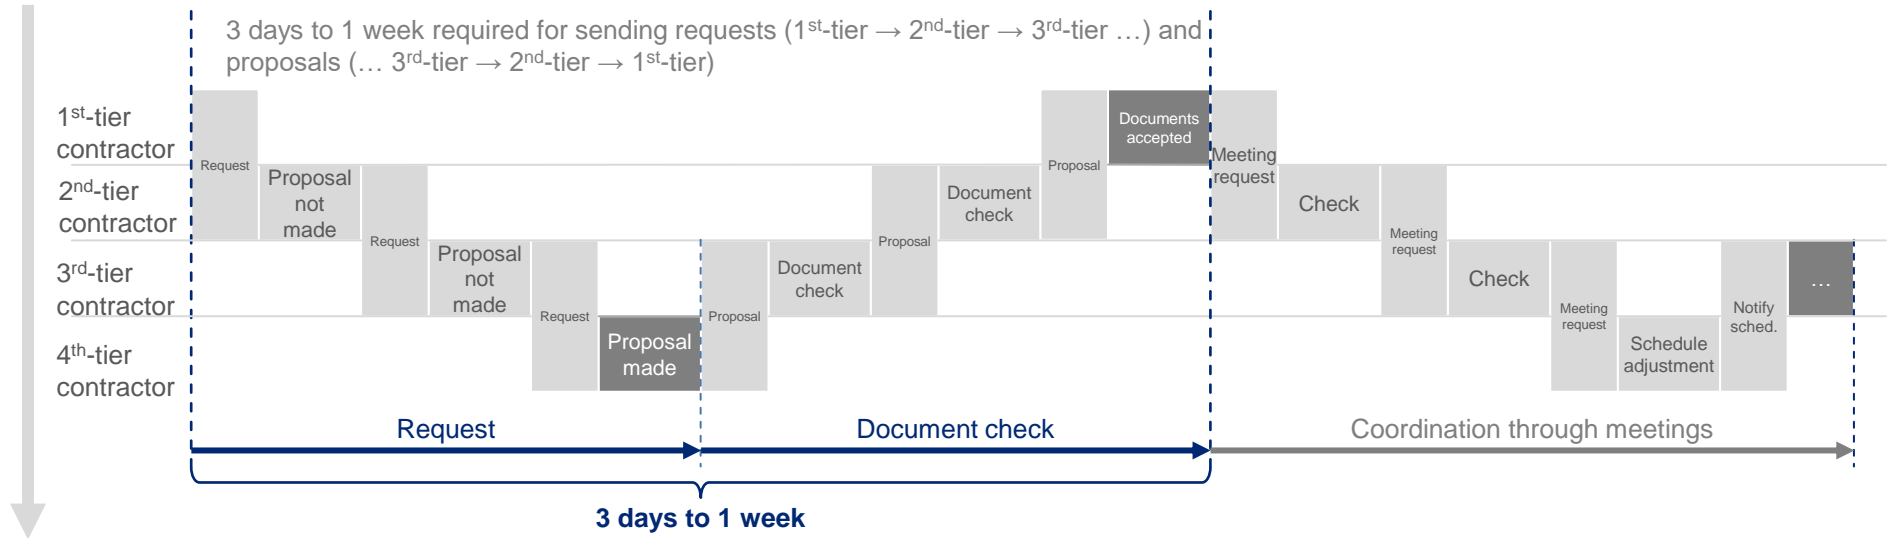 3 days to 1 week required for sending requests (1st-tier → 2nd-tier → 3rd-tier …) and
proposals (… 3rd-tier → 2nd-tier → 1st-tier)
1st-tier
contractor
2nd-tier
contractor
3rd-tier
contractor
4th-tier
contractor
Request
Proposal
not
made
Request
Proposal
not
made
Request
Proposal
made
Proposal
Document
check
Proposal
Document
check
Proposal
Documents
accepted
Meeting
request
Check
Meeting
request
Check
Meeting
request
Schedule
adjustment
Notify
sched.
…
Request
Document check
Coordination through meetings
3 days to 1 week